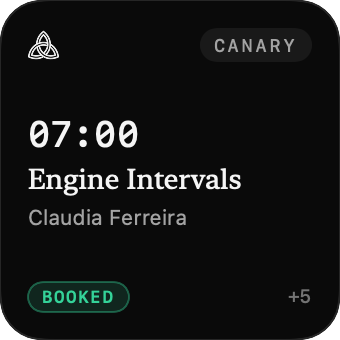 CANARY
07:00
Engine Intervals
Claudia Ferreira
BOOKED
+5